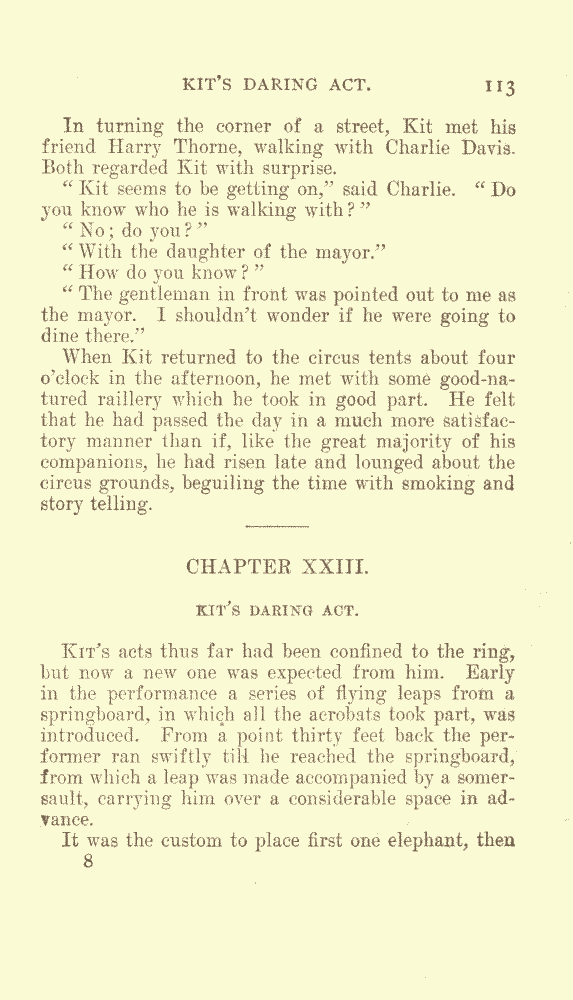 KIT'S DARING ACT. 113
In turning the corner of a street, Kit met his
friend Harry Thorne, walking with Charlie Davis.
Both regarded Kit with surprise.
“ Kit seems to be getting on,” said Charlie. “ Do
you know who he is walking with? ”
“ No; do you? ”
“ With the daughter of the mayor.”
“ How do you know? ”
“ The gentleman in front was pointed out to me as
the mayor. I shouldn't wonder if he were going to
dine there.”
When Kit returned to the circus tents about four
o'clock in the afternoon, he met with some good-na-
tured raillery which he took in good part. He felt
that he had passed the day in a much more satisfac-
tory manner than if, like the great majority of his
companions, he had risen late and lounged about the
circus grounds, beguiling the time with smoking and
story telling.
CHAPTER XXIII.
KIT'S DARING ACT.
KIT'S acts thus far had been confined to the ring,
but now a new one was expected from him. Early
in the performance a series of flying leaps from a
springboard, in which all the acrobats took part, was
introduced. From a point thirty feet back the per-
former ran swiftly till he reached the springboard,
from which a leap was made accompanied by a somer-
sault, carrying him over a considerable space in ad-
vance.
It was the custom to place first one elephant, then
8